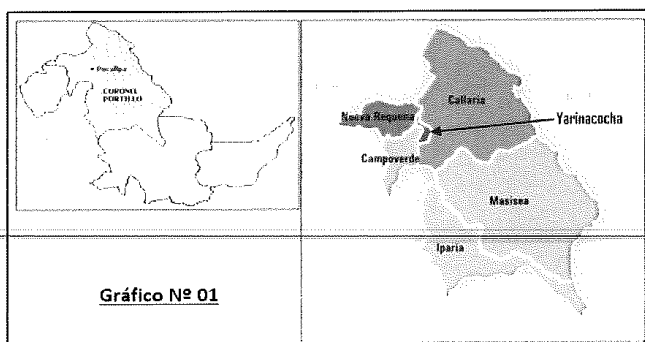 Pucallpa
CORONEL
PORTILLO
Callaria
Nueva Requena
Yarinacocha
Campoverde
Masisea
Iparia
Gráfico Nº 01